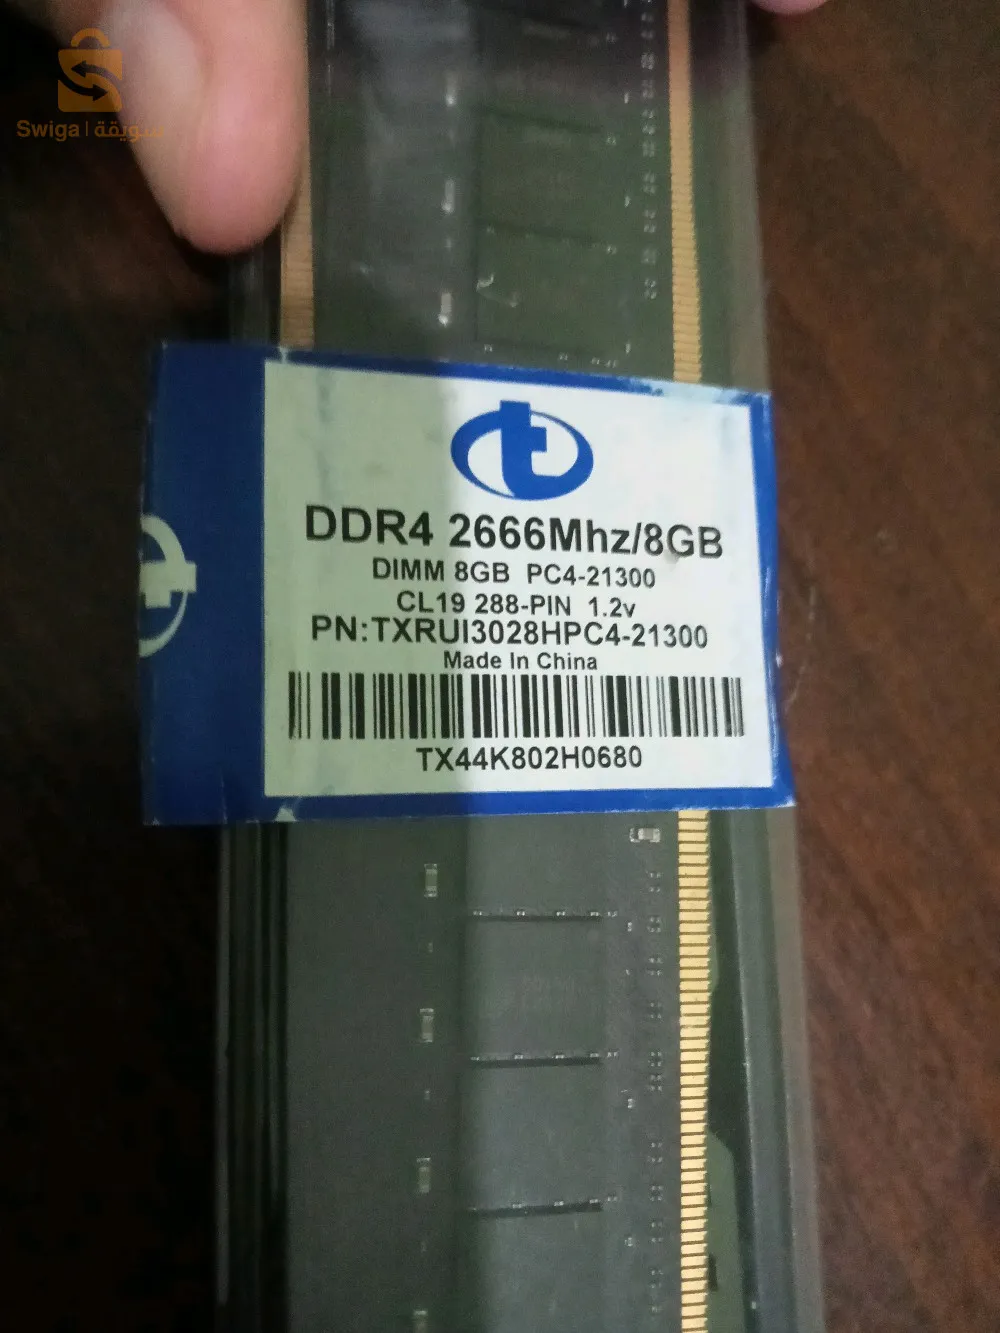 Swiga | سويقة
DDR4 2666Mhz/8GB
DIMM 8GB PC4-21300
CL19 288-PIN 1.2v
PN:TXRUI3028HPC4-21300
Made In China
TX44K802H0680